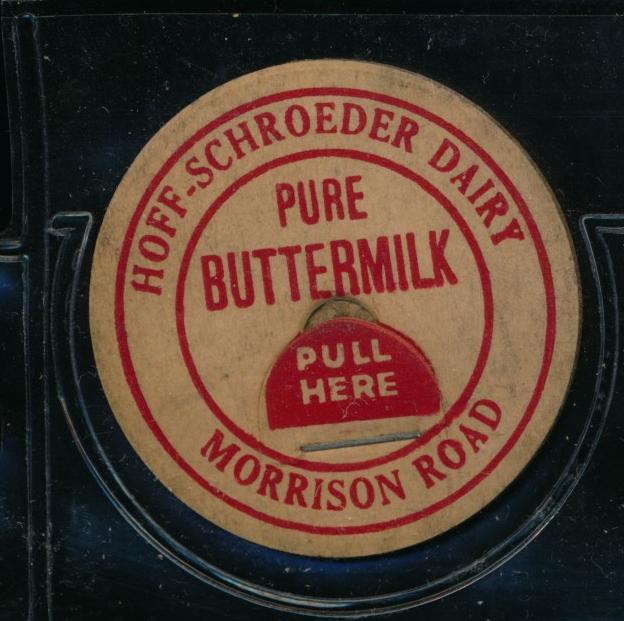 HOFF-SCHROEDER DAIRY
PURE
BUTTERMILK
PULL
HERE
MORRISON ROAD